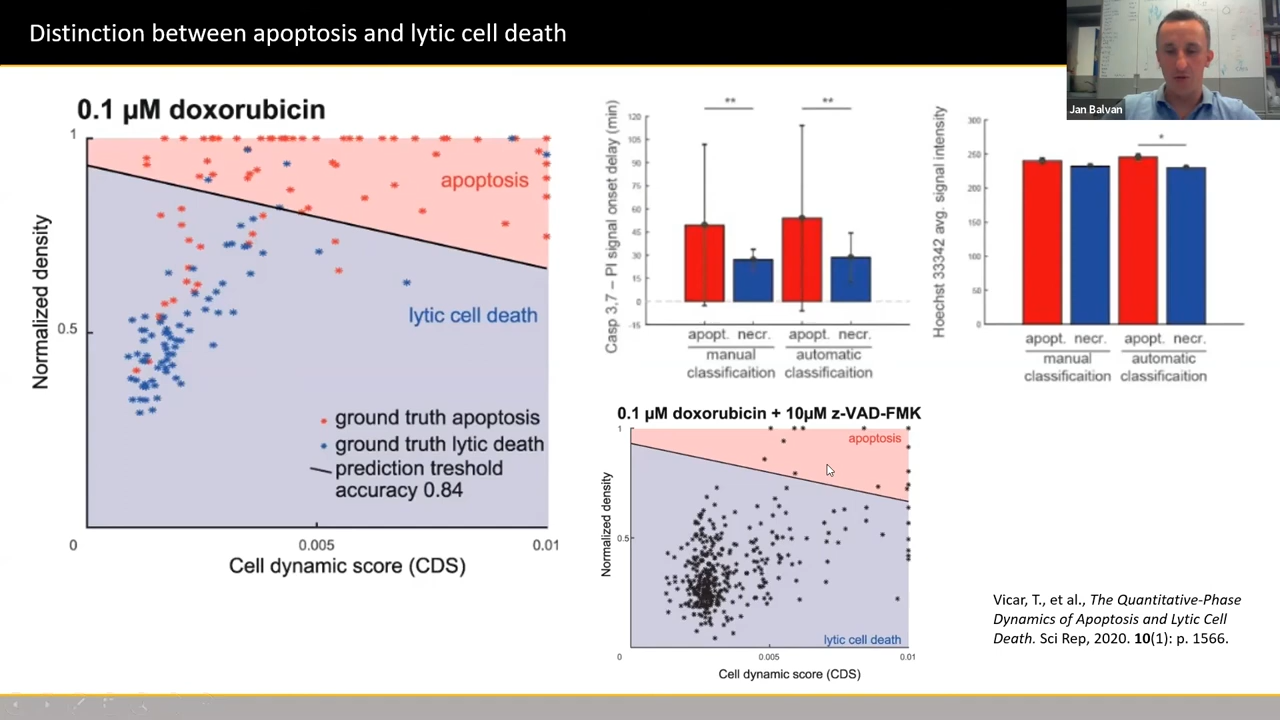 Distinction between apoptosis and lytic cell death
Jan Balvan
0.1 µM doxorubicin
1
0.5
0
0.005
0.01
Normalized density
Cell dynamic score (CDS)
apoptosis
lytic cell death
ground truth apoptosis
ground truth lytic death
prediction treshold
accuracy 0.84
Casp 3,7 – PI signal onset delay (min)
120
105
90
75
60
45
30
15
0
-15
**
**
apopt. necr. apopt. necr.
manual automatic
classificaition classificaition
Hoechst 33342 avg. signal intensity
300
250
200
150
100
50
0
*
apopt. necr. apopt. necr.
manual automatic
classificaition classificaition
0.1 µM doxorubicin + 10µM z-VAD-FMK
1
0.5
0
0.005
0.01
Normalized density
Cell dynamic score (CDS)
apoptosis
lytic cell death
Vicar, T., et al., The Quantitative-Phase
Dynamics of Apoptosis and Lytic Cell
Death. Sci Rep, 2020. 10(1): p. 1566.